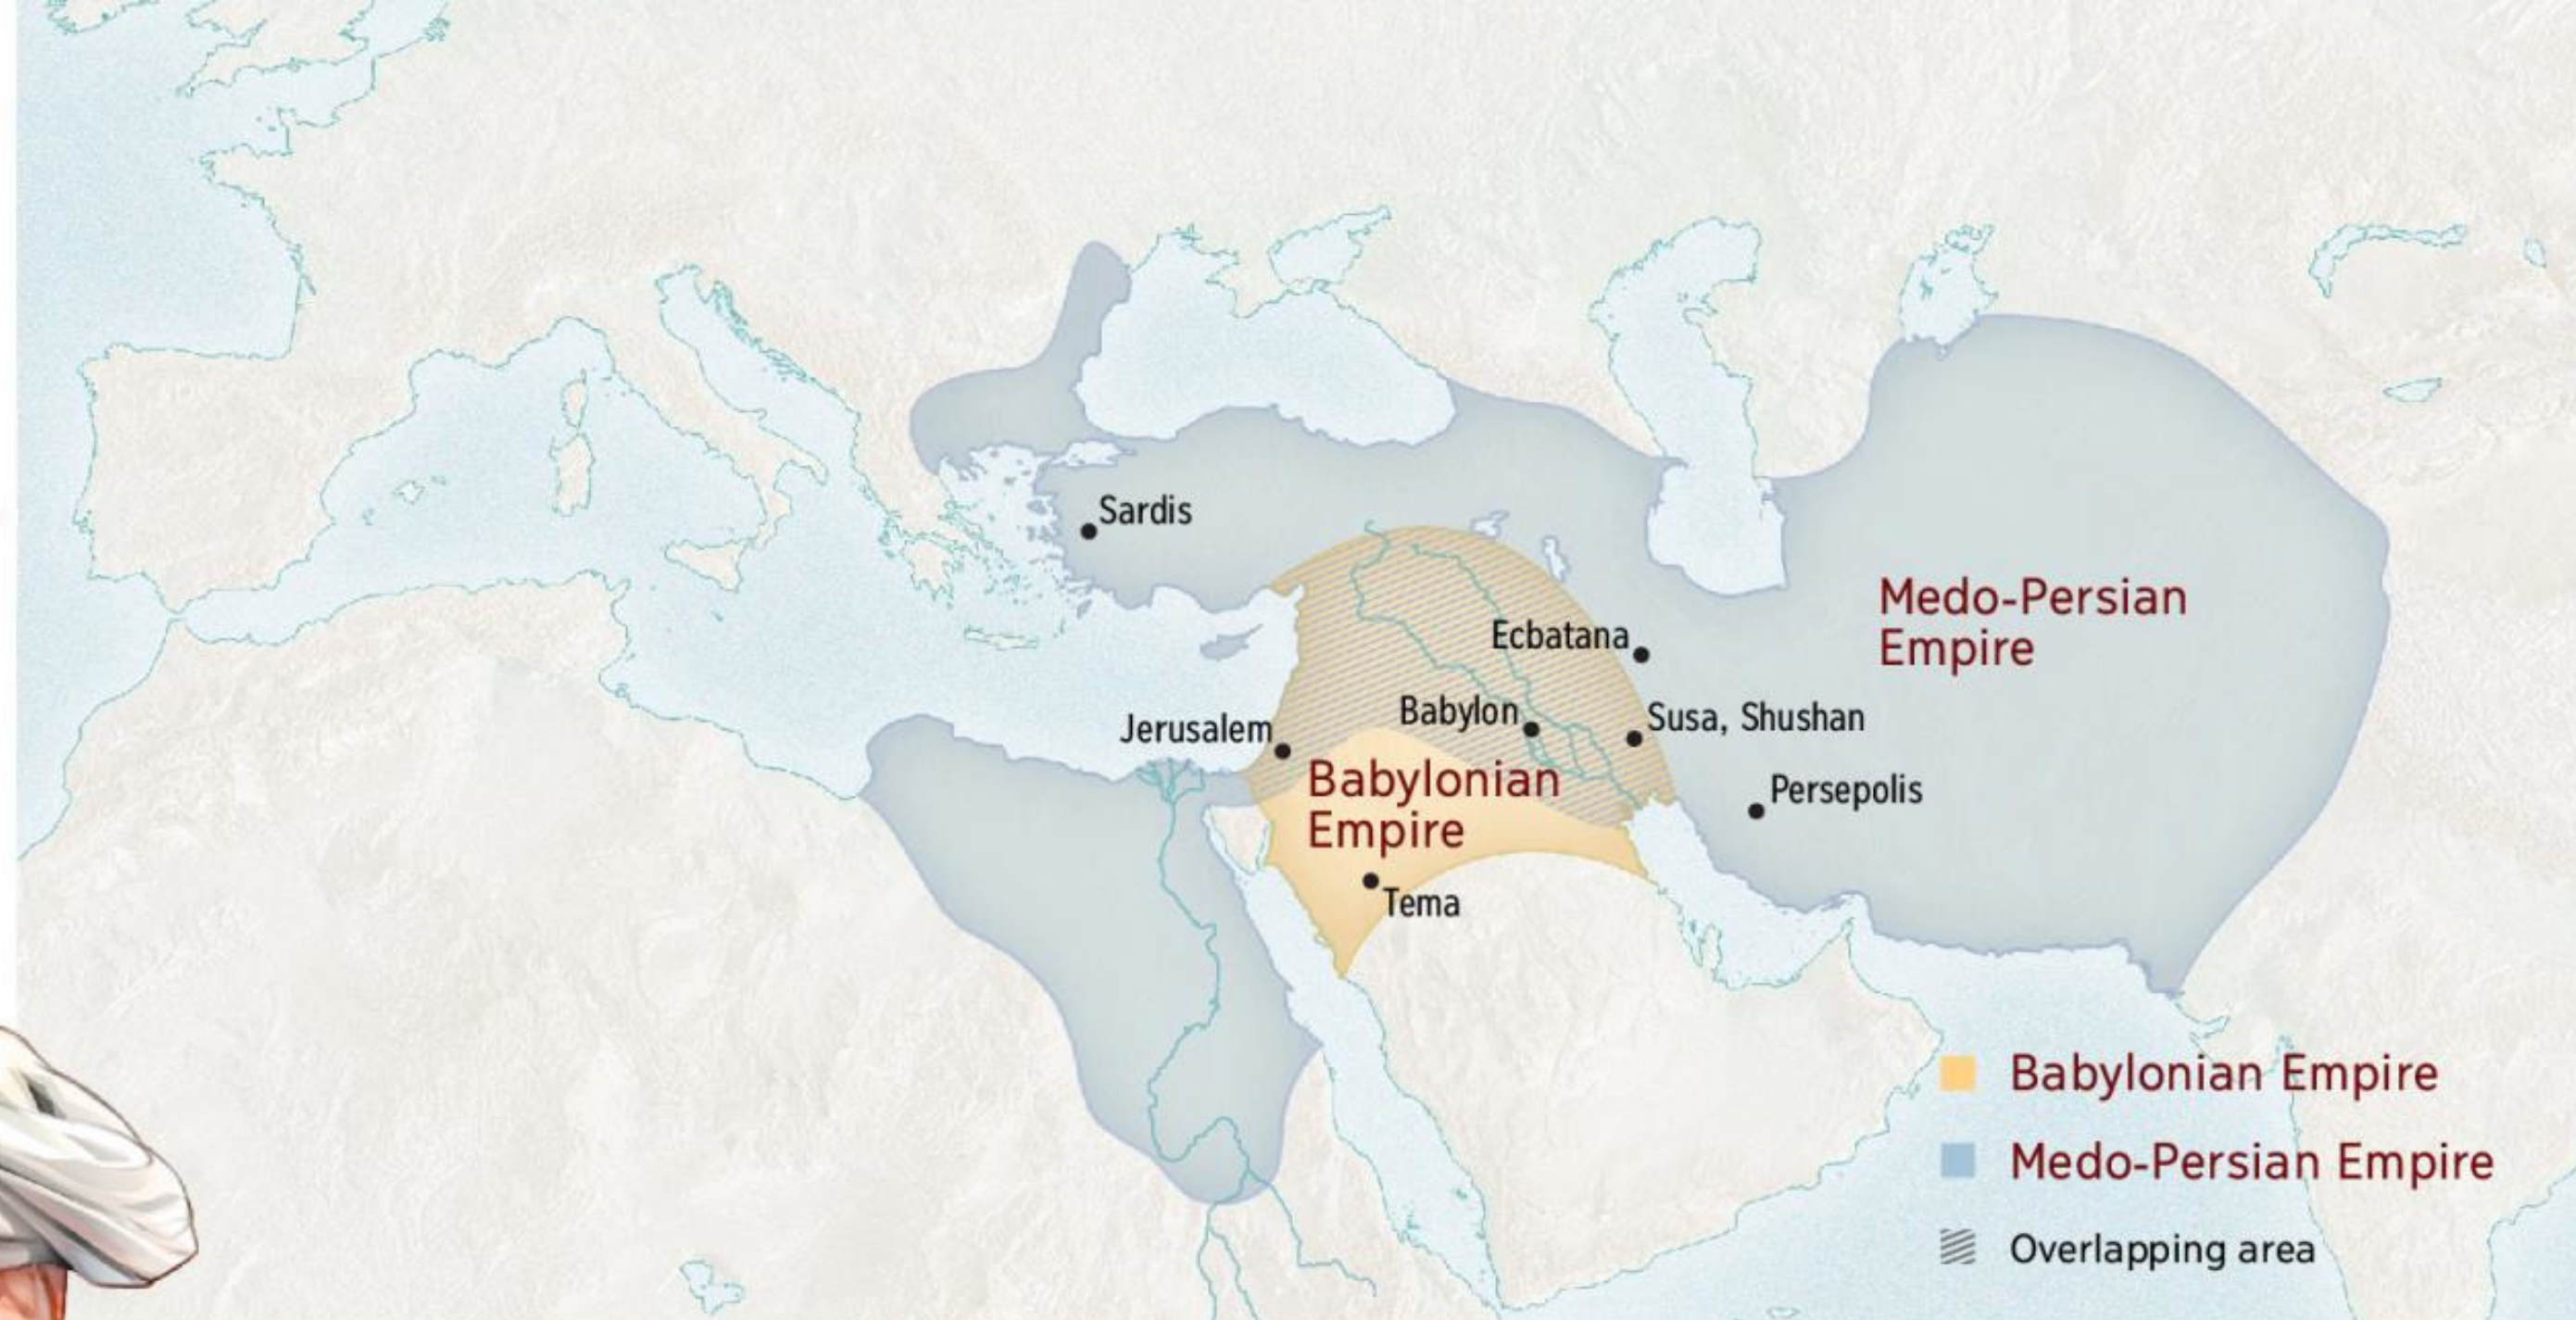 Sardis
Medo-Persian
Empire
Ecbatana
Babylon
Susa, Shushan
Jerusalem
Babylonian
Empire
Persepolis
Tema
Babylonian Empire
Medo-Persian Empire
Overlapping area